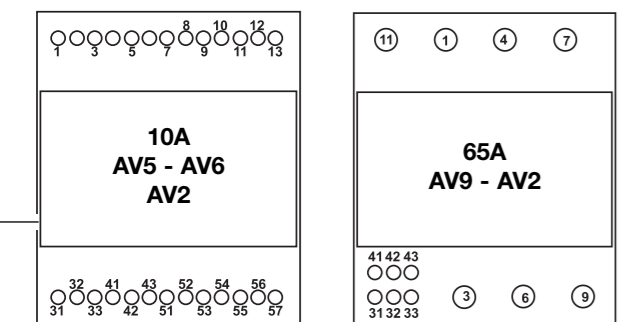 8 10 12
1 3 5 7 9 11 13
10A
AV5 - AV6
AV2
32 41 43 52 54 56
31 33 42 51 53 55 57
11 1 4 7
65A
AV9 - AV2
41 42 43
31 32 33 3 6 9